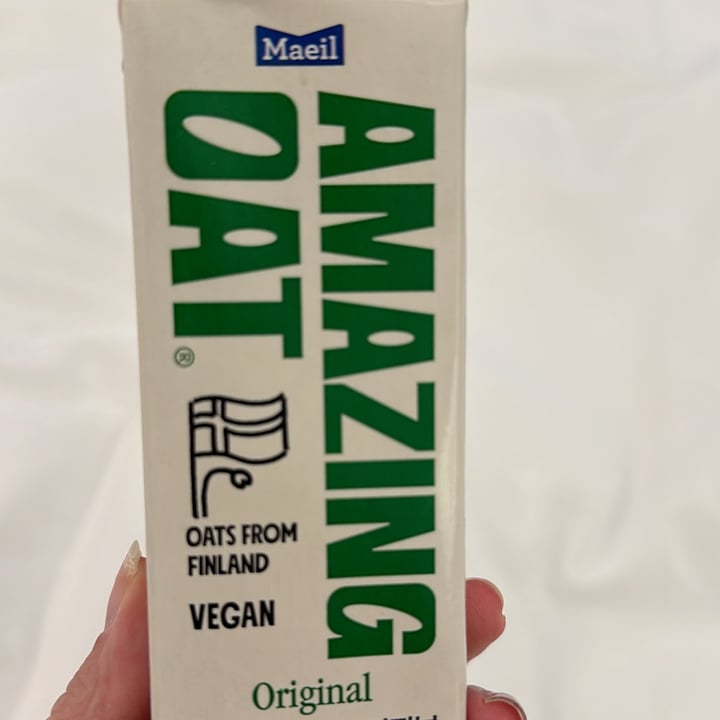 Maeil
AMAZING
OAT®
OATS FROM
FINLAND
VEGAN
Original